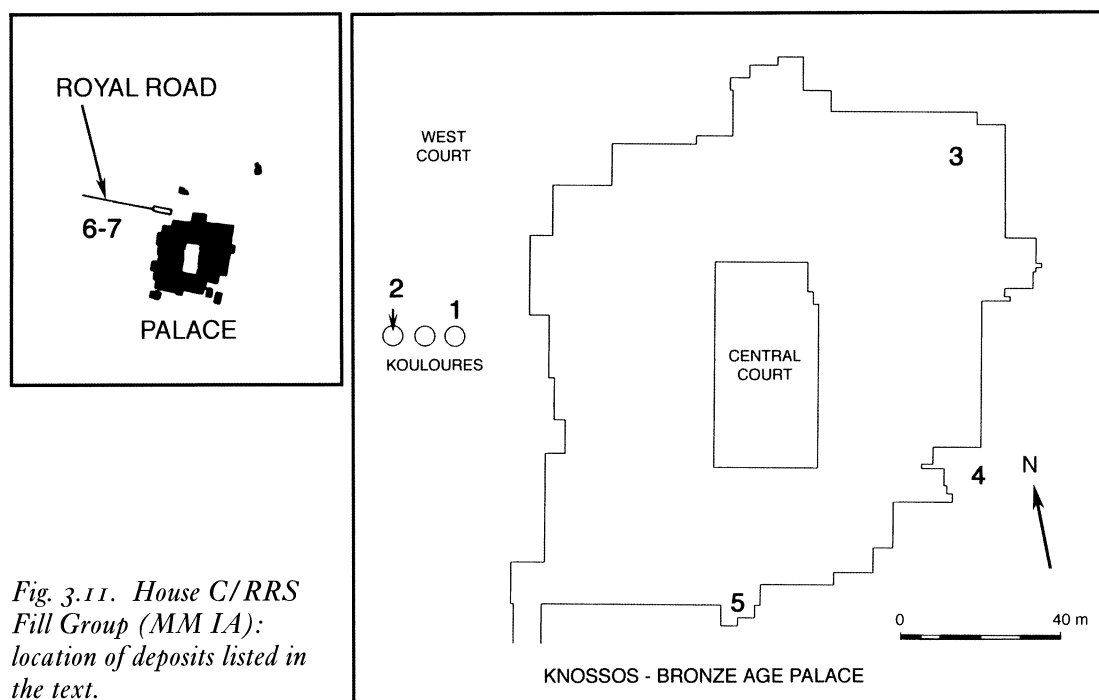 ROYAL ROAD
6-7
PALACE
WEST
COURT
3
2
1
KOULOURES
CENTRAL
COURT
4
N
5
0
40 m
KNOSSOS - BRONZE AGE PALACE
Fig. 3.11. House C/RRS
Fill Group (MM IA):
location of deposits listed in
the text.